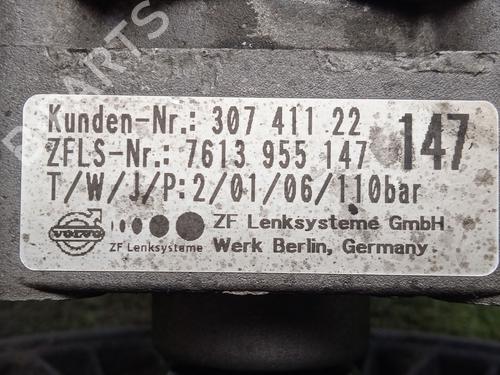 Kunden-Nr.: 307 411 22
ZFLS-Nr.: 7613 955 147
147
T/W/J/P:2/01/06/110bar
VOLVO
ZF Lenksysteme
ZF Lenksysteme GmbH
Werk Berlin, Germany.